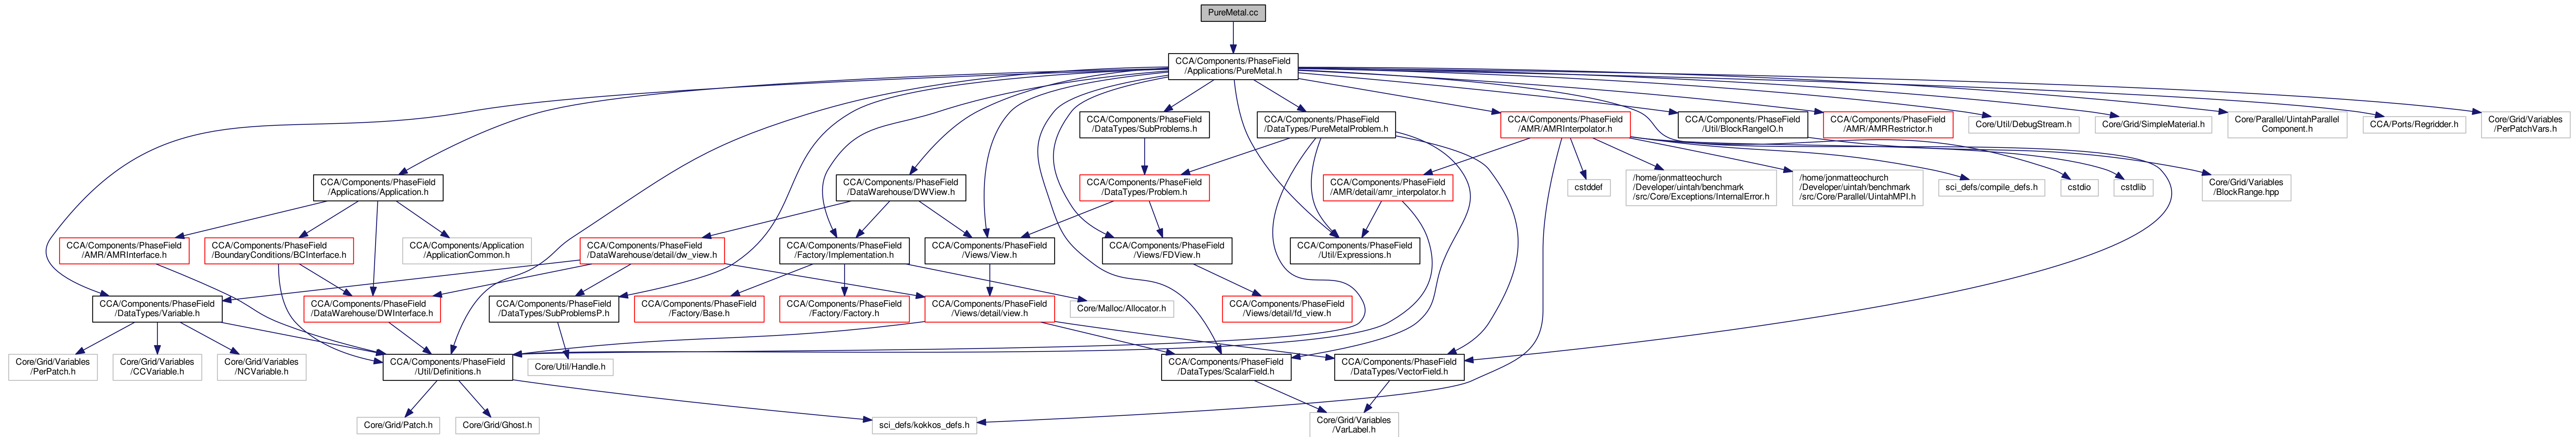 PureMetal.cc
CCA/Components/PhaseField
/Applications/PureMetal.h
CCA/Components/PhaseField
/DataTypes/SubProblems.h
CCA/Components/PhaseField
/DataTypes/PureMetalProblem.h
CCA/Components/PhaseField
/AMR/AMRInterpolator.h
CCA/Components/PhaseField
/Util/BlockRangeIO.h
CCA/Components/PhaseField
/AMR/AMRRestrictor.h
Core/Util/DebugStream.h
Core/Grid/SimpleMaterial.h
Core/Parallel/UintahParallel
Component.h
CCA/Ports/Regridder.h
Core/Grid/Variables
/PerPatchVars.h
CCA/Components/PhaseField
/Applications/Application.h
CCA/Components/PhaseField
/DataWarehouse/DWView.h
CCA/Components/PhaseField
/DataTypes/Problem.h
CCA/Components/PhaseField
/AMR/detail/amr_interpolator.h
cstddef
/home/jonmatteochurch
/Developer/uintah/benchmark
/src/Core/Exceptions/InternalError.h
/home/jonmatteochurch
/Developer/uintah/benchmark
/src/Core/Parallel/UintahMPI.h
sci_defs/compile_defs.h
cstdio
cstdlib
Core/Grid/Variables
/BlockRange.hpp
CCA/Components/PhaseField
/AMR/AMRInterface.h
CCA/Components/PhaseField
/BoundaryConditions/BCInterface.h
CCA/Components/Application
/ApplicationCommon.h
CCA/Components/PhaseField
/DataWarehouse/detail/dw_view.h
CCA/Components/PhaseField
/Factory/Implementation.h
CCA/Components/PhaseField
/Views/View.h
CCA/Components/PhaseField
/Views/FDView.h
CCA/Components/PhaseField
/Util/Expressions.h
CCA/Components/PhaseField
/DataTypes/Variable.h
CCA/Components/PhaseField
/DataWarehouse/DWInterface.h
CCA/Components/PhaseField
/DataTypes/SubProblemsP.h
CCA/Components/PhaseField
/Factory/Base.h
CCA/Components/PhaseField
/Factory/Factory.h
CCA/Components/PhaseField
/Views/detail/view.h
Core/Malloc/Allocator.h
CCA/Components/PhaseField
/Views/detail/fd_view.h
Core/Grid/Variables
/PerPatch.h
Core/Grid/Variables
/CCVariable.h
Core/Grid/Variables
/NCVariable.h
CCA/Components/PhaseField
/Util/Definitions.h
Core/Util/Handle.h
CCA/Components/PhaseField
/DataTypes/ScalarField.h
CCA/Components/PhaseField
/DataTypes/VectorField.h
Core/Grid/Patch.h
Core/Grid/Ghost.h
sci_defs/kokkos_defs.h
Core/Grid/Variables
/VarLabel.h